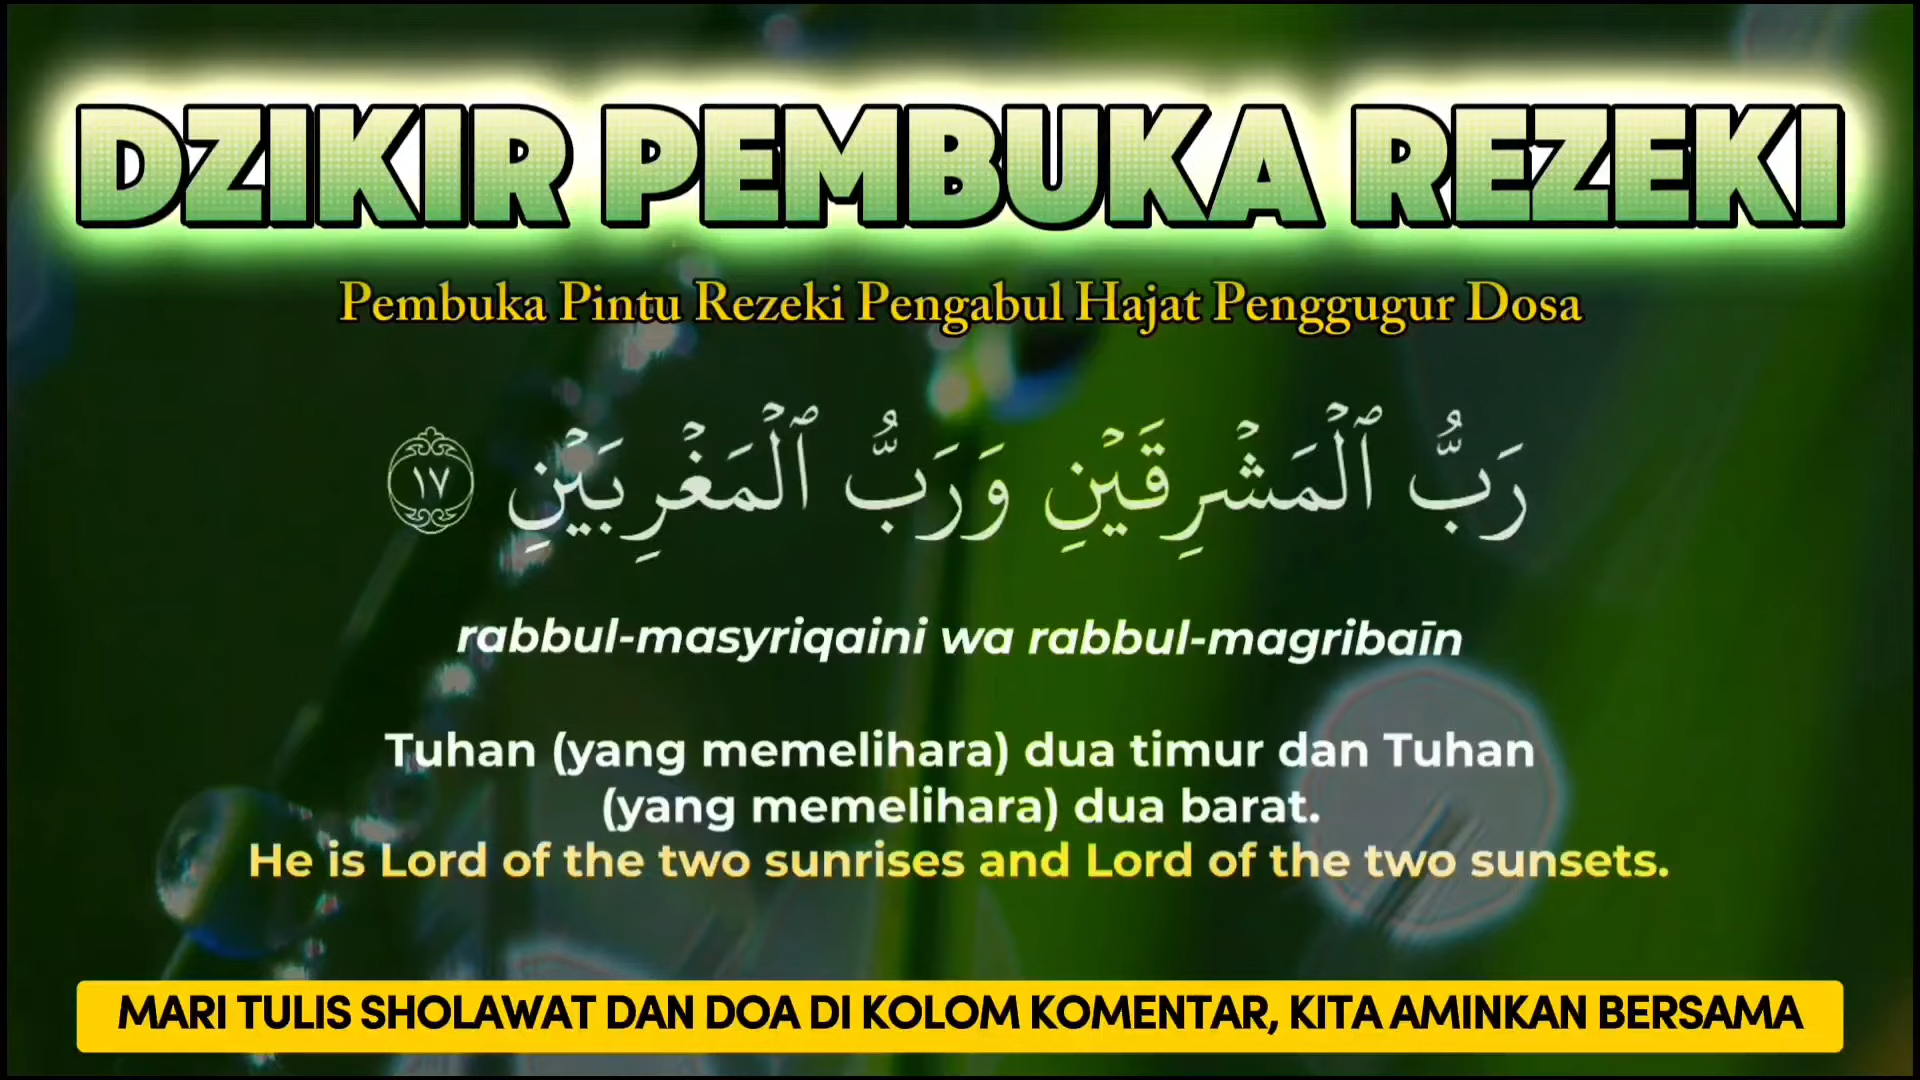 DZIKIR PEMBUKA REZEKI
Pembuka Pintu Rezeki Pengabul Hajat Penggugur Dosa
رَبُّ ٱلْمَشْرِقَيْنِ وَرَبُّ ٱلْمَغْرِبَيْنِ ١٧
rabbul-masyriqaini wa rabbul-magribaīn
Tuhan (yang memelihara) dua timur dan Tuhan
(yang memelihara) dua barat.
He is Lord of the two sunrises and Lord of the two sunsets.
MARI TULIS SHOLAWAT DAN DOA DI KOLOM KOMENTAR, KITA AMINKAN BERSAMA